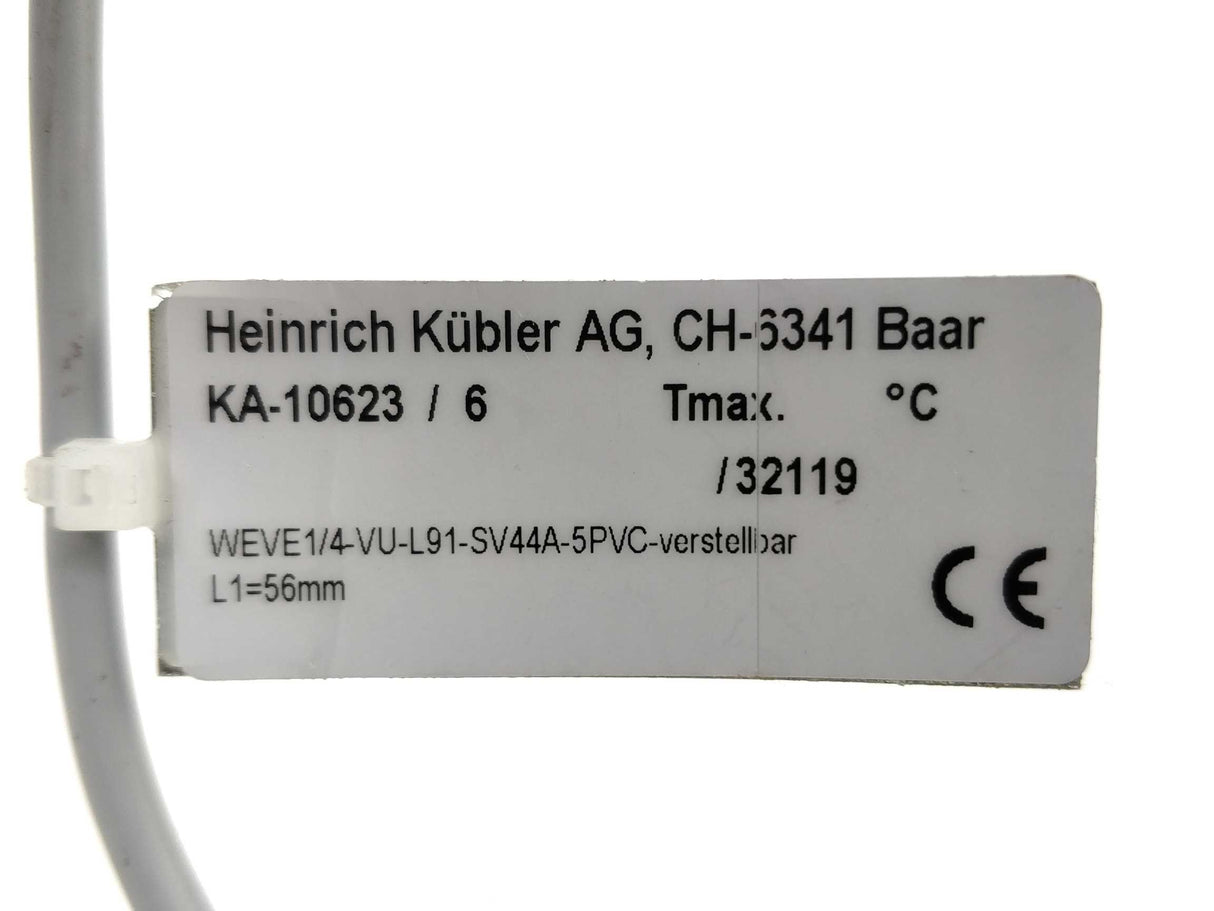 Heinrich Kübler AG, CH-6341 Baar
KA-10623 / 6 Tmax. °C
/32119
WEVE1/4-VU-L91-SV44A-5PVC-verstellbar
L1=56mm
CE